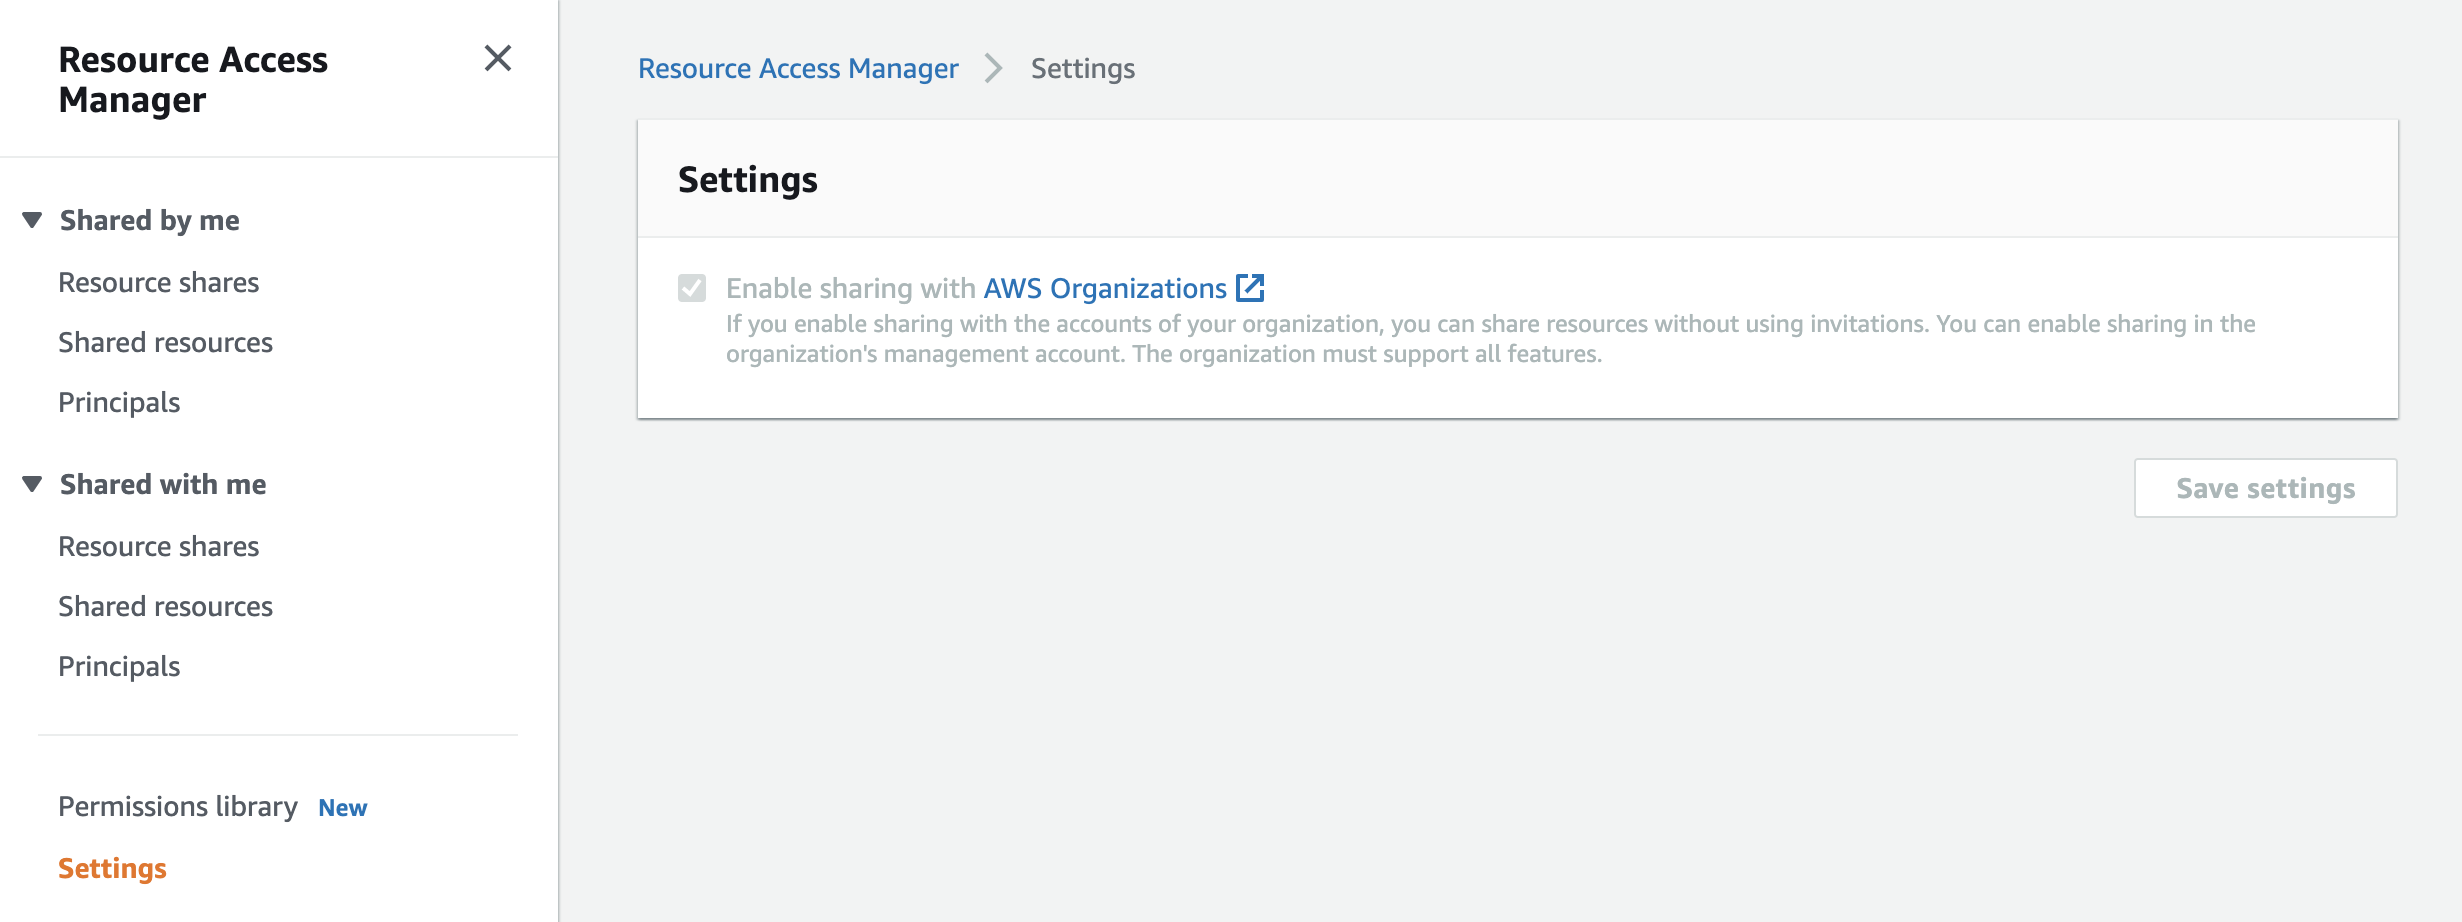 Resource Access
Manager
Shared by me
Resource shares
Shared resources
Principals
Shared with me
Resource shares
Shared resources
Principals
Permissions library New
Settings
Resource Access Manager Settings
Settings
Enable sharing with AWS Organizations
If you enable sharing with the accounts of your organization, you can share resources without using invitations. You can enable sharing in the
organization's management account. The organization must support all features.
Save settings